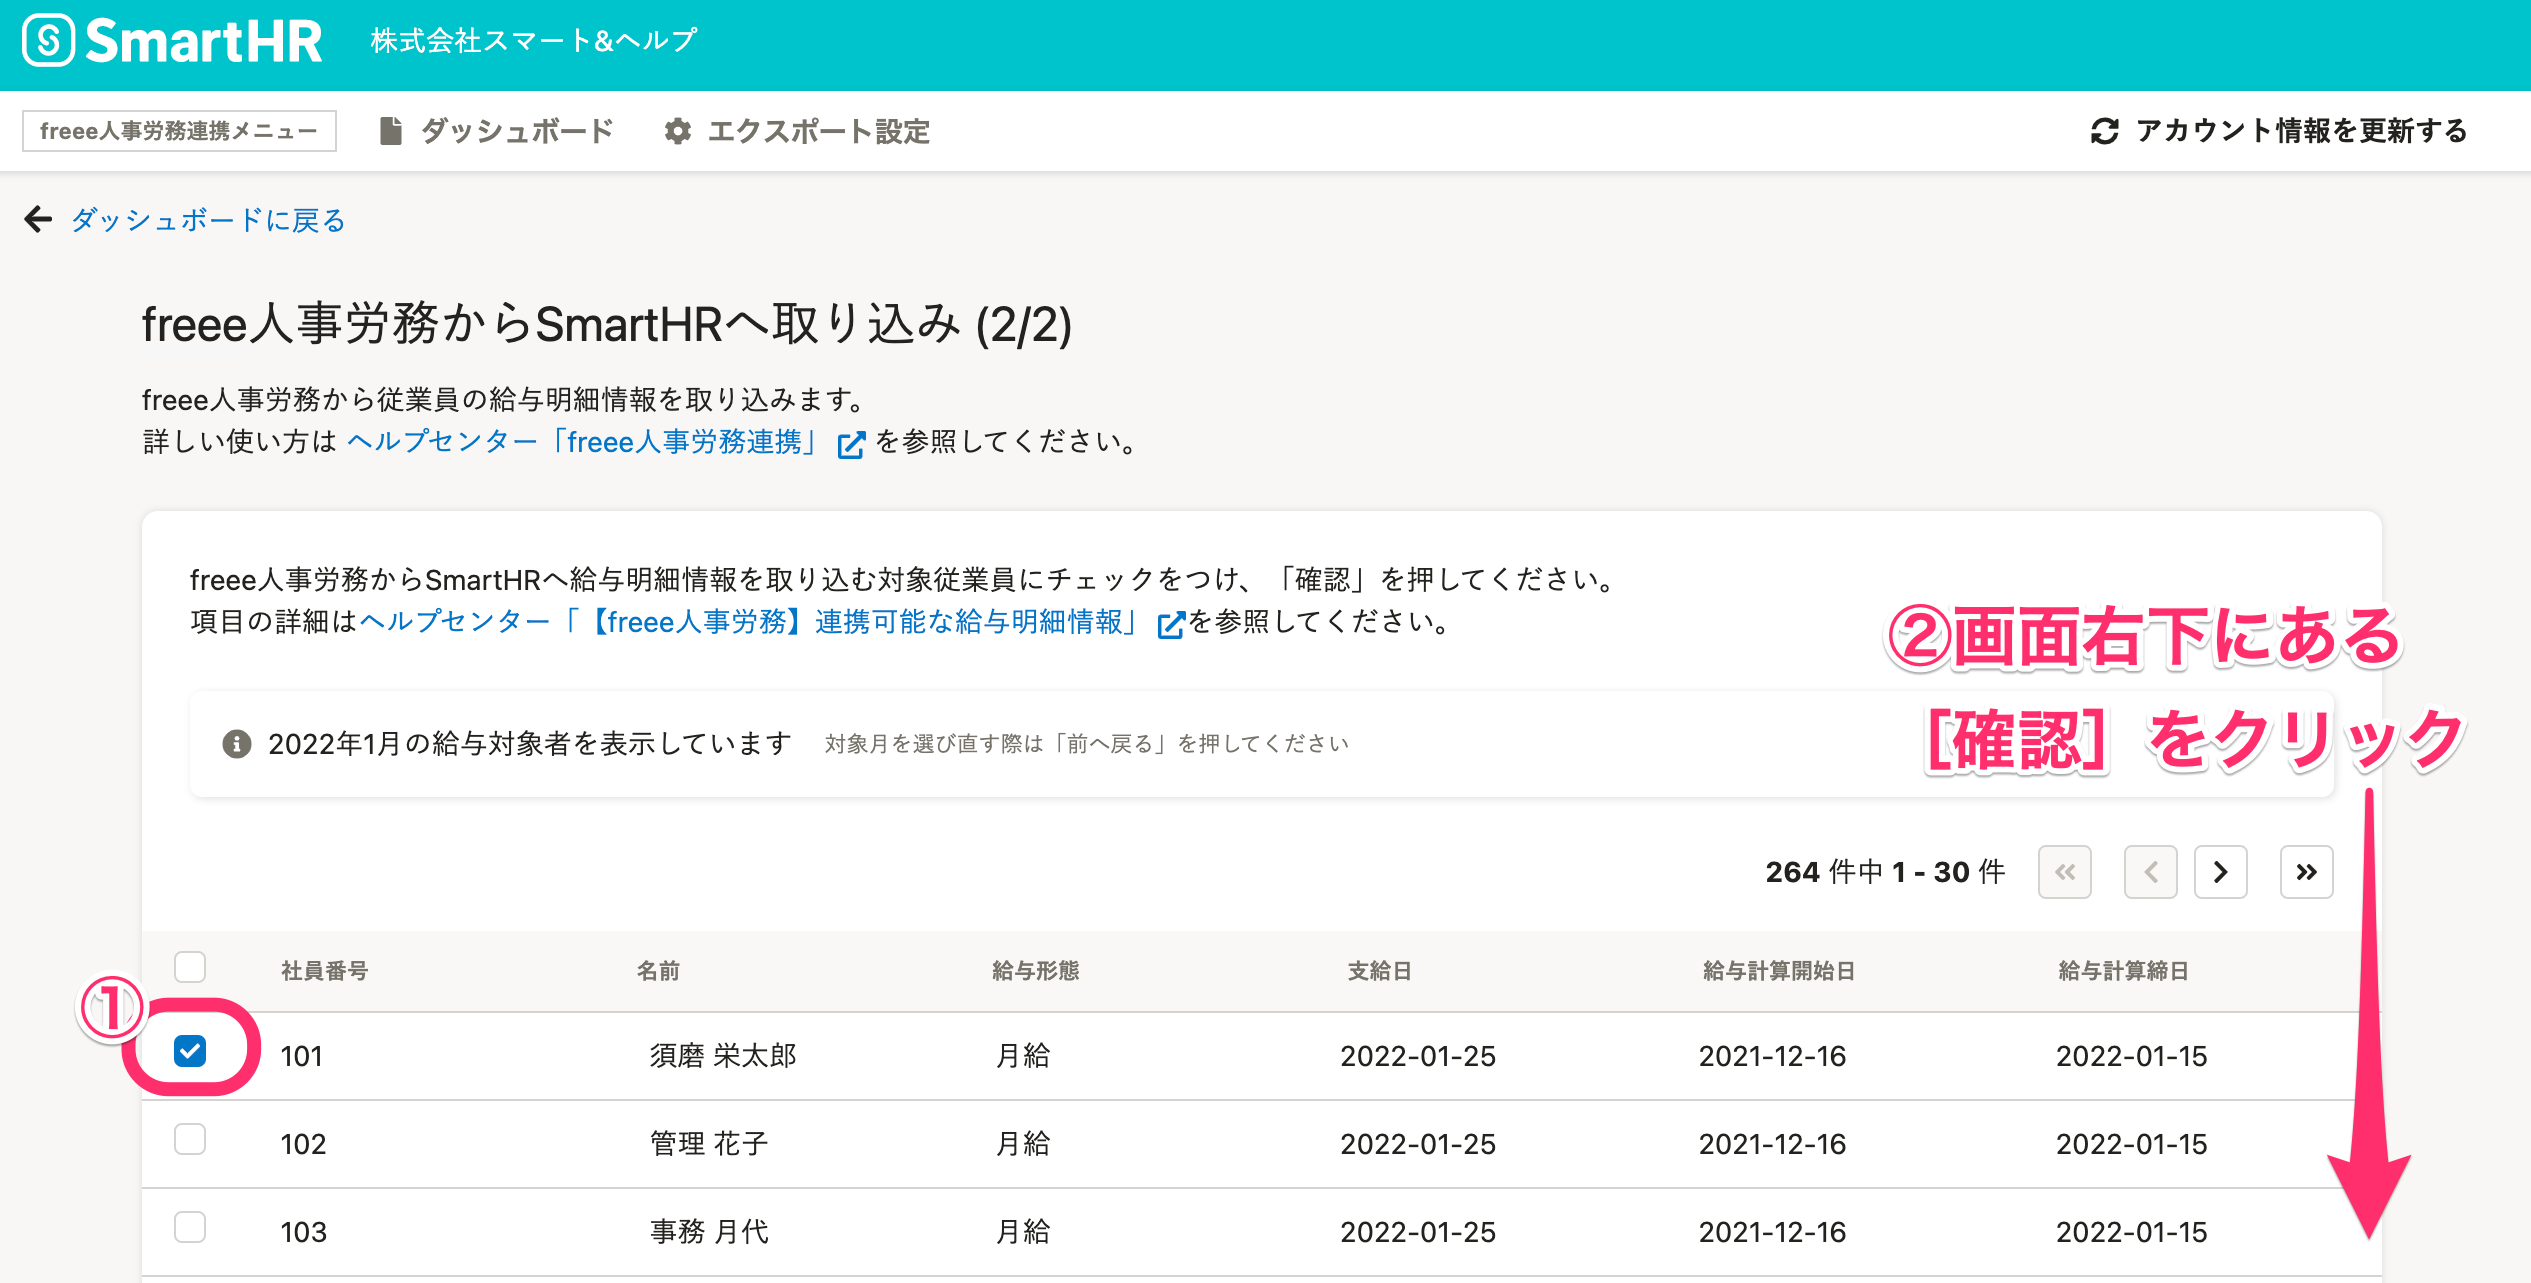 SmartHR 株式会社スマート&ヘルプ
freee人事労務連携メニュー ダッシュボード エクスポート設定 アカウント情報を更新する
ダッシュボードに戻る
freee人事労務からSmartHRへ取り込み (2/2)
freee人事労務から従業員の給与明細情報を取り込みます。
詳しい使い方は ヘルプセンター「freee人事労務連携」 を参照してください。
freee人事労務からSmartHRへ給与明細情報を取り込む対象従業員にチェックをつけ、「確認」を押してください。
項目の詳細はヘルプセンター「【freee人事労務】連携可能な給与明細情報」 を参照してください。
②画面右下にある
［確認］をクリック
2022年1月の給与対象者を表示しています 対象月を選び直す際は「前へ戻る」を押してください
264 件中 1 - 30 件
社員番号 名前 給与形態 支給日 給与計算開始日 給与計算締日
①
101 須磨 栄太郎 月給 2022-01-25 2021-12-16 2022-01-15
102 管理 花子 月給 2022-01-25 2021-12-16 2022-01-15
103 事務 月代 月給 2022-01-25 2021-12-16 2022-01-15